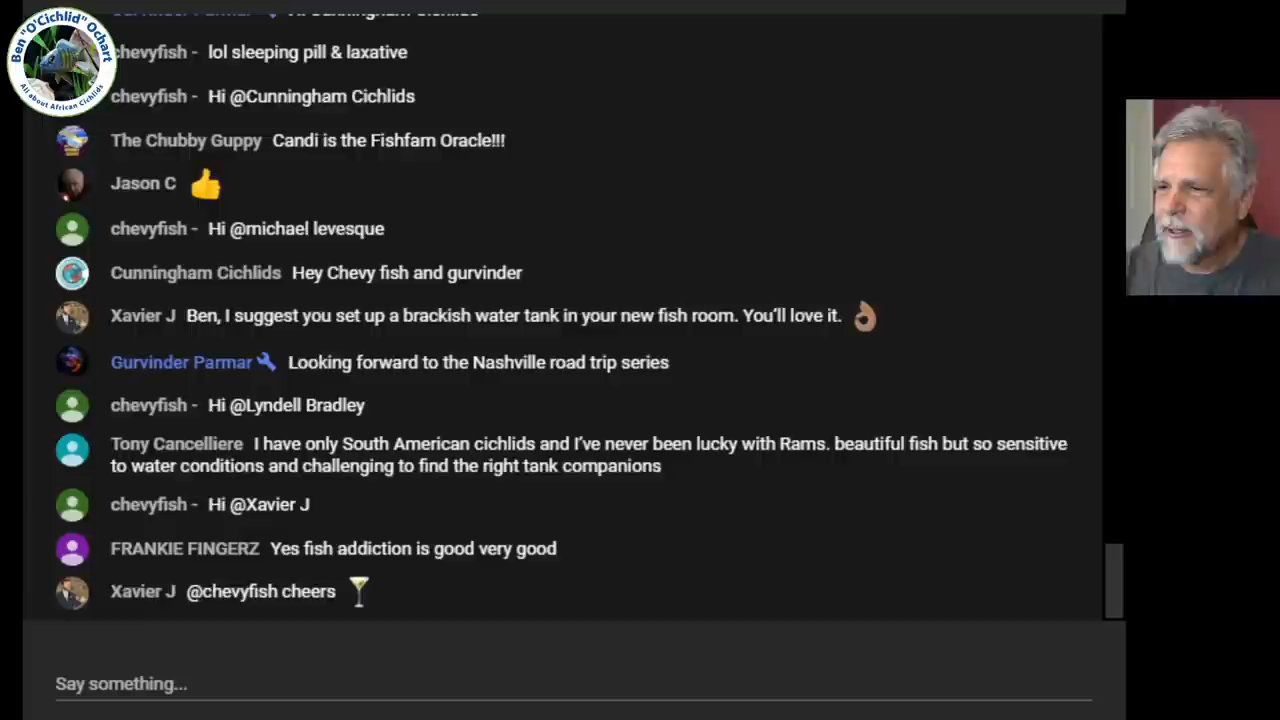 Ben "O'Cichlid" Ochart
All about African Cichlids
chevyfish - lol sleeping pill & laxative
chevyfish - Hi @Cunningham Cichlids
The Chubby Guppy Candi is the Fishfam Oracle!!!
Jason C 👍
chevyfish - Hi @michael levesque
Cunningham Cichlids Hey Chevy fish and gurvinder
Xavier J Ben, I suggest you set up a brackish water tank in your new fish room. You'll love it. 👌🏽
Gurvinder Parmar Looking forward to the Nashville road trip series
chevyfish - Hi @Lyndell Bradley
Tony Cancelliere I have only South American cichlids and I've never been lucky with Rams. beautiful fish but so sensitive
to water conditions and challenging to find the right tank companions
chevyfish - Hi @Xavier J
FRANKIE FINGERZ Yes fish addiction is good very good
Xavier J @chevyfish cheers 🍸
Say something...